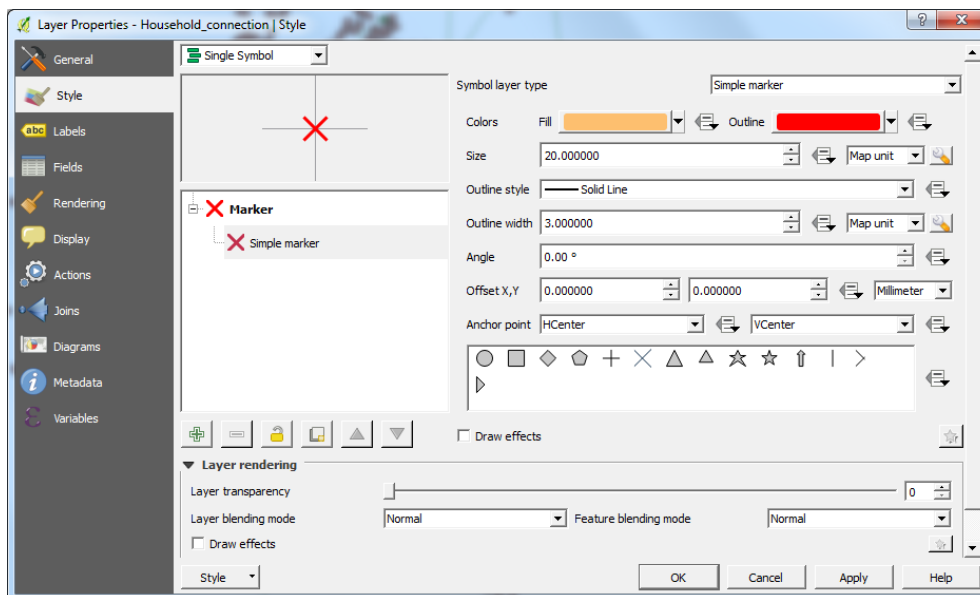 Layer Properties - Household_connection | Style
General
Style
abc Labels
Fields
Rendering
Display
Actions
Joins
Diagrams
i Metadata
ε Variables
Single Symbol
Marker
Simple marker
Symbol layer type Simple marker
Colors Fill Outline
Size 20.000000 Map unit
Outline style Solid Line
Outline width 3.000000 Map unit
Angle 0.00 °
Offset X,Y 0.000000 0.000000 Millimeter
Anchor point HCenter VCenter
Draw effects
Layer rendering
Layer transparency 0
Layer blending mode Normal Feature blending mode Normal
Draw effects
Style OK Cancel Apply Help